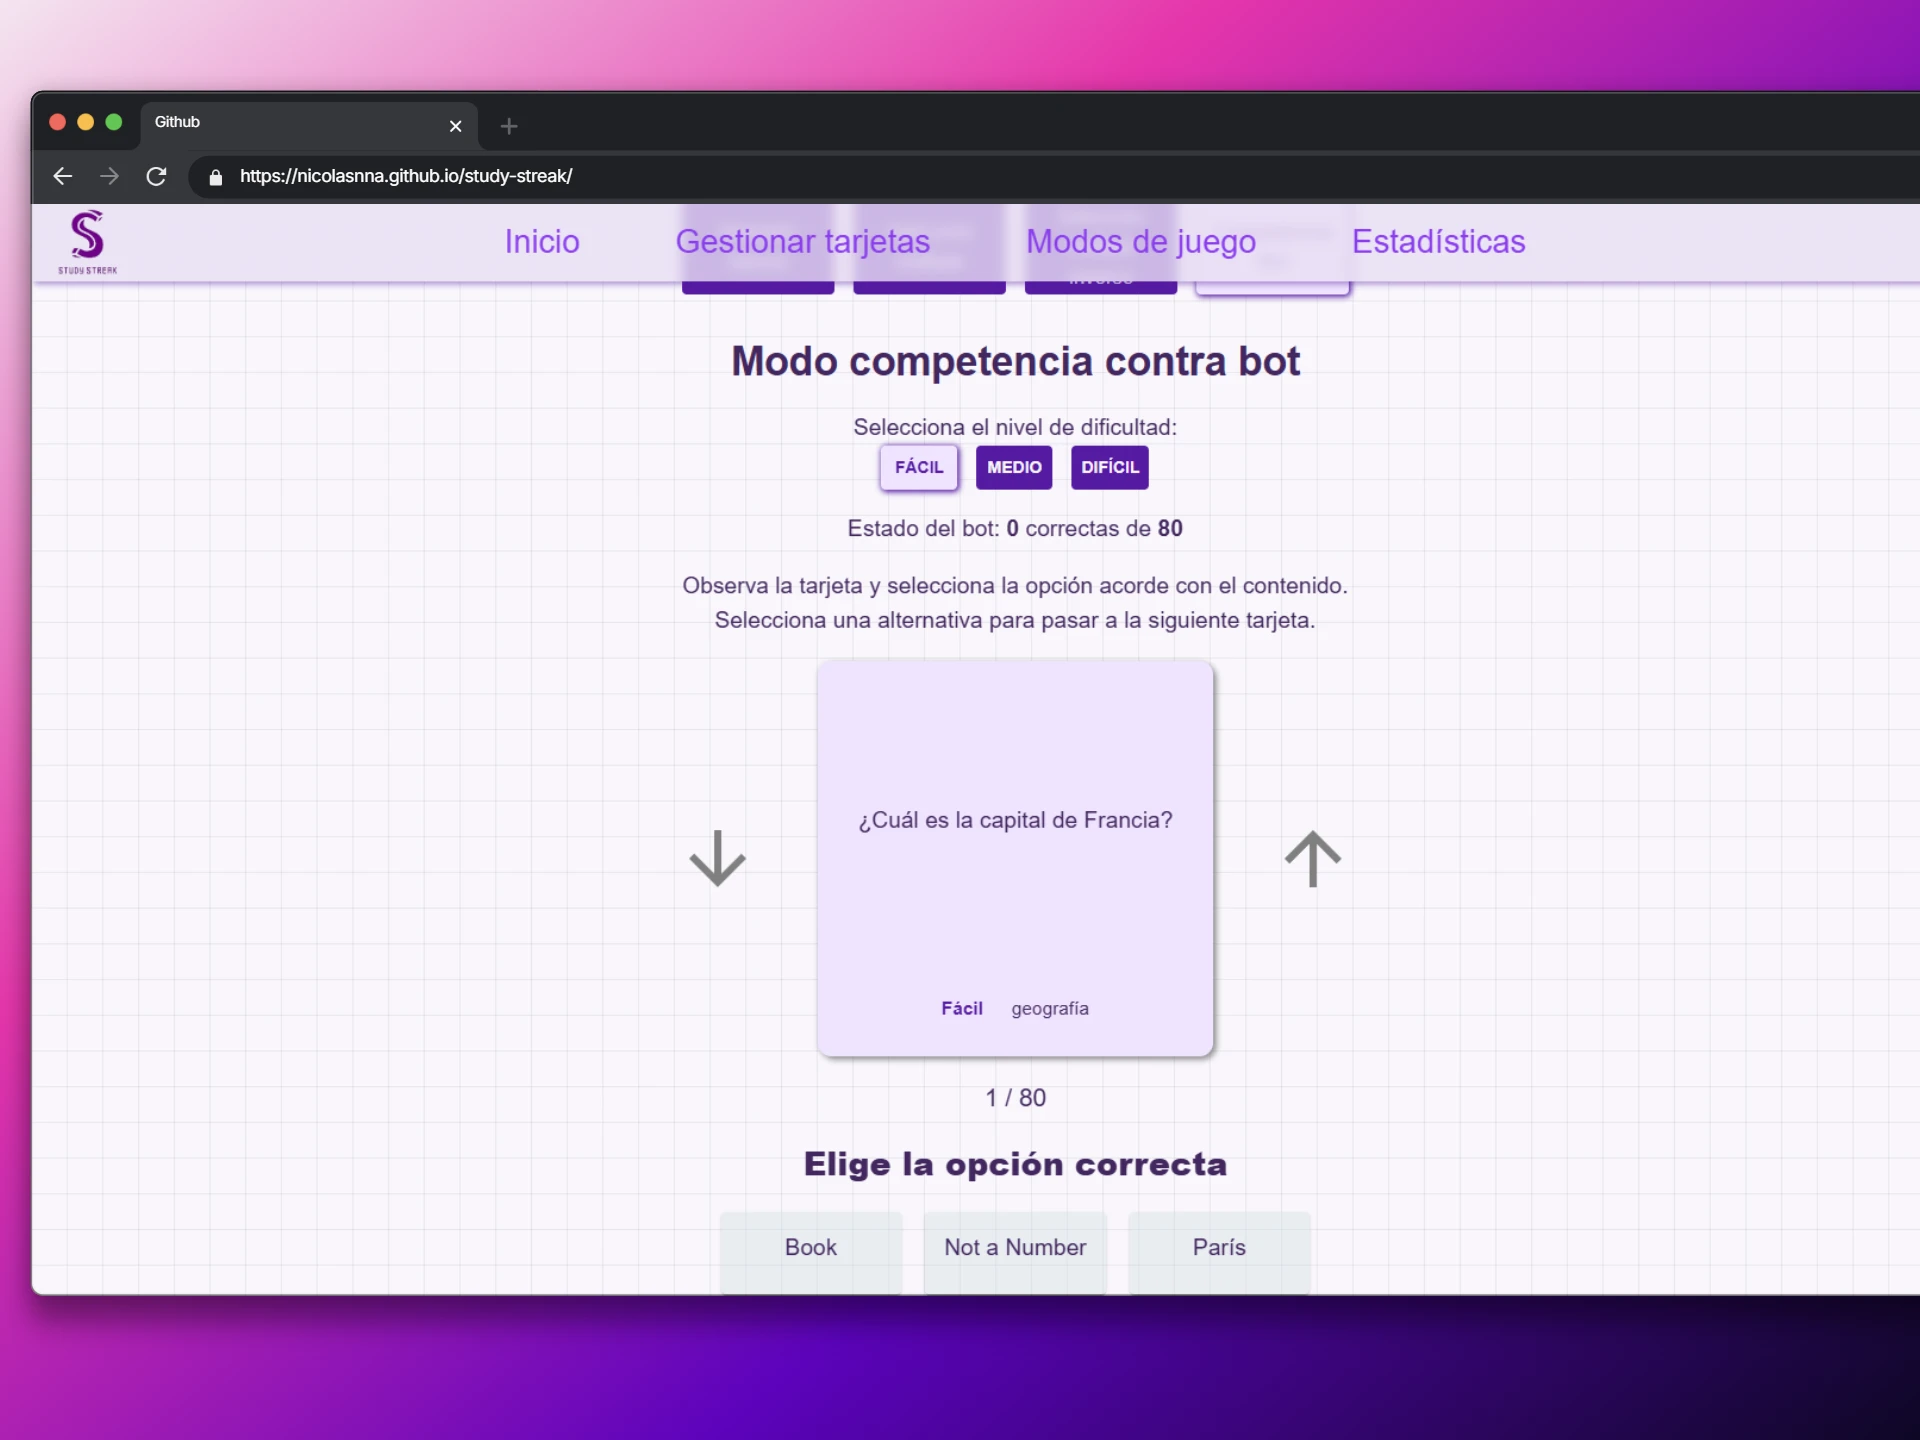 Github
https://nicolasnna.github.io/study-streak/
STUDY STREAK
Inicio
Gestionar tarjetas
Modos de juego
Estadísticas
inverso
Modo competencia contra bot
Selecciona el nivel de dificultad:
FÁCIL
MEDIO
DIFÍCIL
Estado del bot: 0 correctas de 80
Observa la tarjeta y selecciona la opción acorde con el contenido.
Selecciona una alternativa para pasar a la siguiente tarjeta.
¿Cuál es la capital de Francia?
Fácil geografía
1 / 80
Elige la opción correcta
Book
Not a Number
París